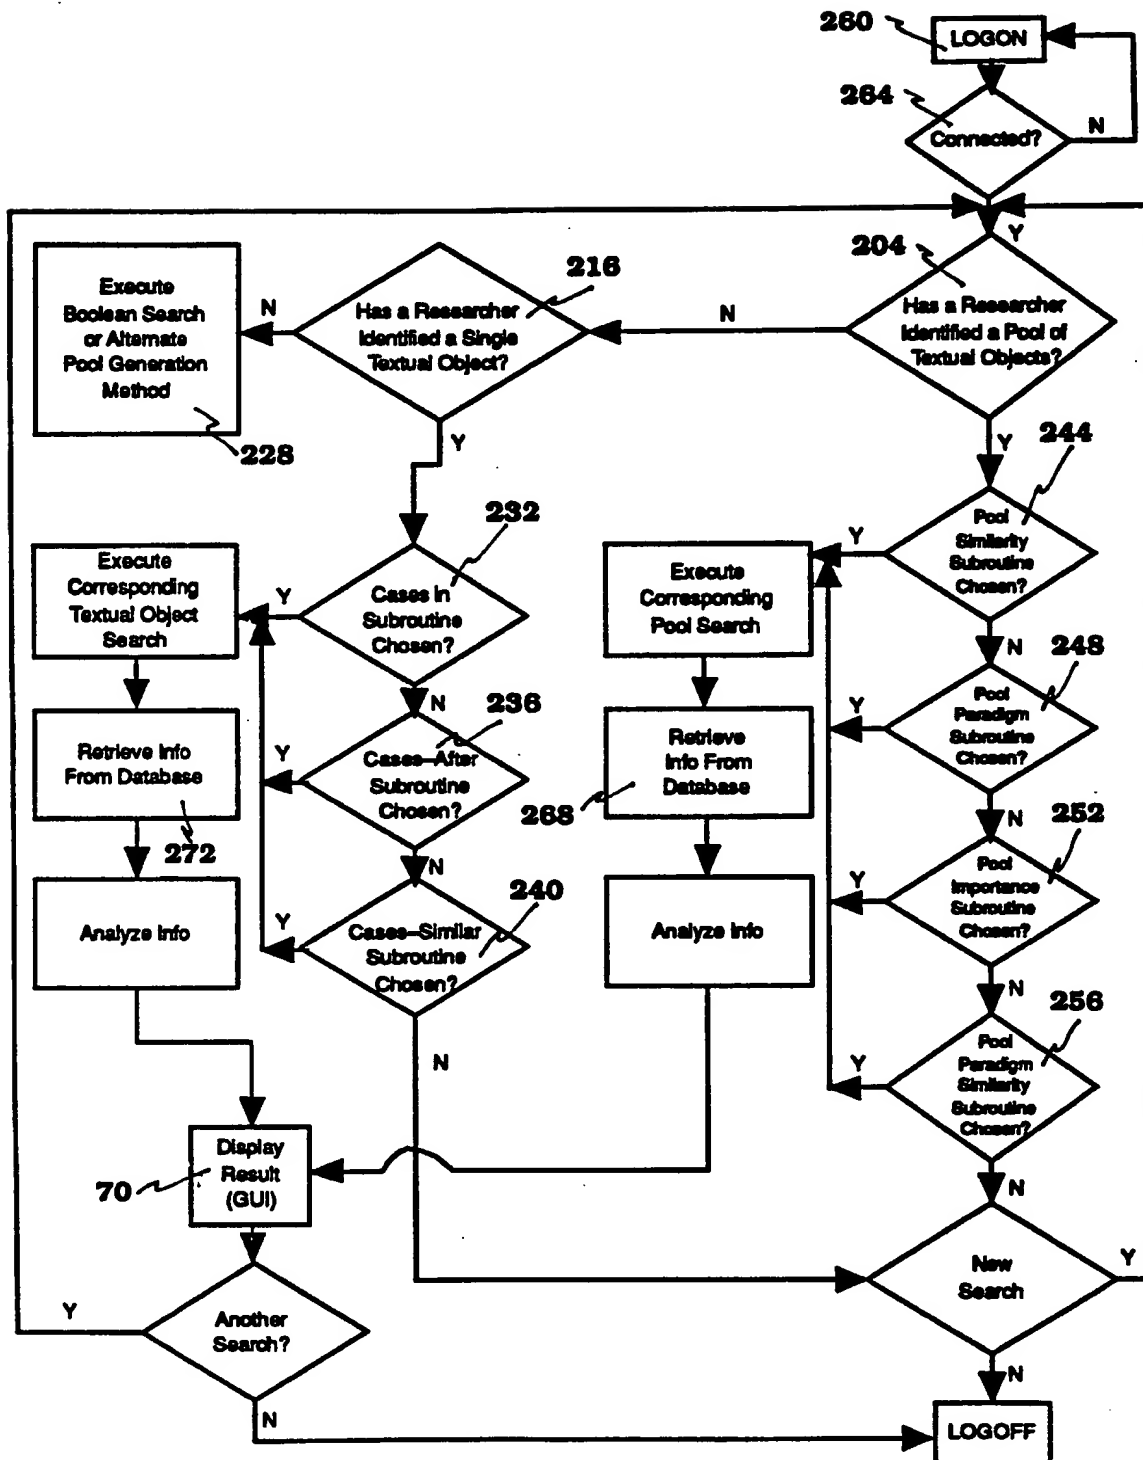 260
LOGON
264
Connected?
N
Y
204
Has a Researcher
Identified a Pool of
Textual Objects?
N
216
Has a Researcher
Identified a Single
Textual Object?
N
Execute
Boolean Search
or Alternate
Pool Generation
Method
228
Y
Y
244
Pool
Similarity
Subroutine
Chosen?
Y
N
232
Cases In
Subroutine
Chosen?
Y
N
Execute
Corresponding
Textual Object
Search
Execute
Corresponding
Pool Search
248
Pool
Paradigm
Subroutine
Chosen?
Y
N
236
Cases–After
Subroutine
Chosen?
Y
N
Retrieve Info
From Database
272
Retrieve
Info From
Database
268
252
Pool
Importance
Subroutine
Chosen?
Y
N
240
Cases–Similar
Subroutine
Chosen?
Y
N
Analyze Info
Analyze Info
256
Pool
Paradigm
Similarity
Subroutine
Chosen?
Y
N
Display
Result
(GUI)
70
New
Search
Y
N
Another
Search?
Y
N
LOGOFF